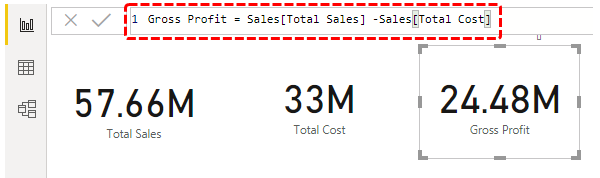 1 Gross Profit = Sales[Total Sales] -Sales[Total Cost]
57.66M 33M 24.48M
Total Sales Total Cost Gross Profit